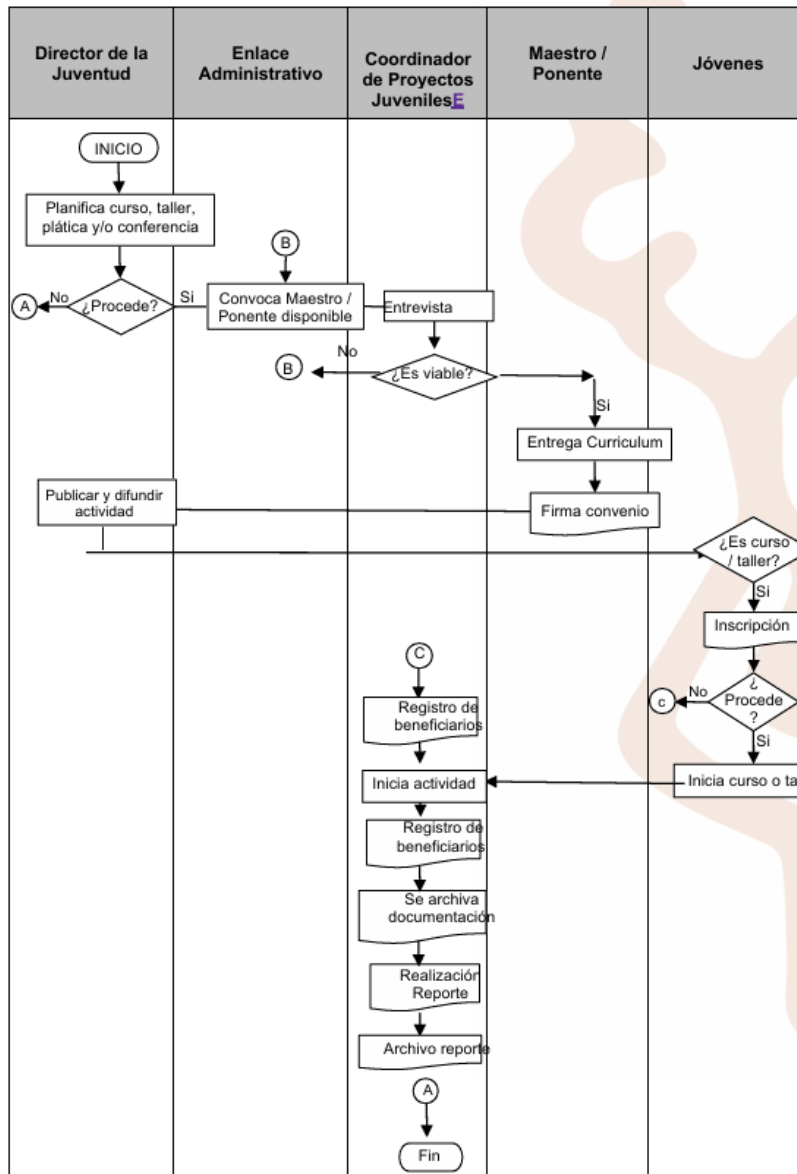 Director de la
Juventud
Enlace
Administrativo
Coordinador
de Proyectos
JuvenilesE
Maestro /
Ponente
Jóvenes
INICIO
Planifica curso, taller,
plática y/o conferencia
B
A
No
¿Procede?
Si
Convoca Maestro /
Ponente disponible
Entrevista
B
No
¿Es viable?
Si
Entrega Curriculum
Publicar y difundir
actividad
Firma convenio
¿Es curso
/ taller?
Si
Inscripción
C
Registro de
beneficiarios
c
No
¿
Procede
?
Si
Inicia actividad
Inicia curso o ta
Registro de
beneficiarios
Se archiva
documentación
Realización
Reporte
Archivo reporte
A
Fin